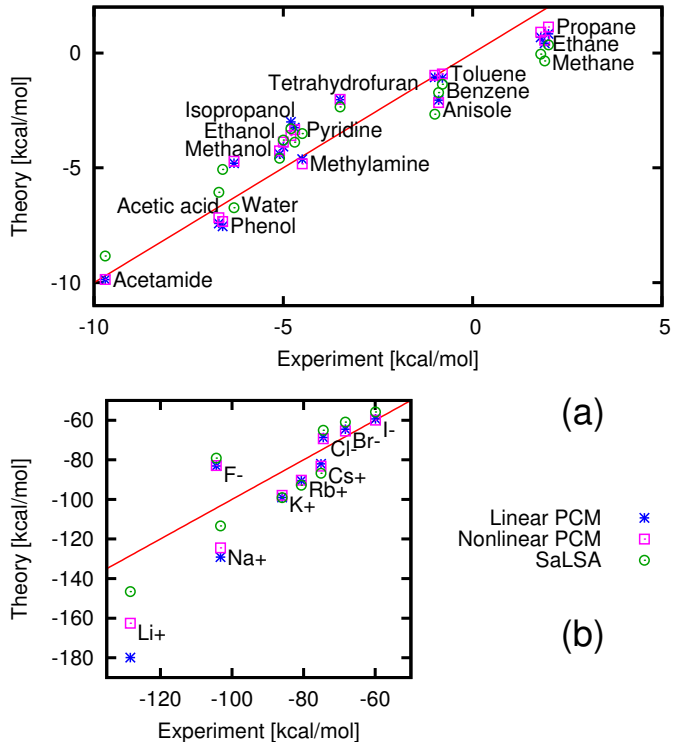 Propane
Ethane
Methane
Toluene
Benzene
Anisole
Tetrahydrofuran
Isopropanol
Ethanol
Pyridine
Methanol
Methylamine
Acetic acid
Water
Phenol
Acetamide
0
-5
-10
-10
-5
0
5
Theory [kcal/mol]
Experiment [kcal/mol]
(a)
-60
-80
-100
-120
-140
-160
-180
I-
Br-
Cl-
F-
Cs+
Rb+
K+
Na+
Li+
-120
-100
-80
-60
Theory [kcal/mol]
Experiment [kcal/mol]
Linear PCM
Nonlinear PCM
SaLSA
(b)